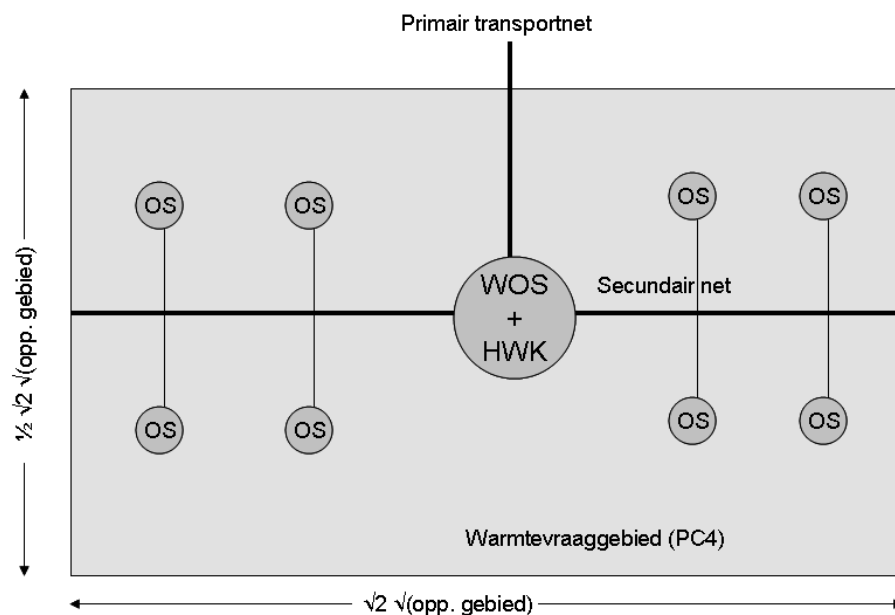 Primair transportnet
OS OS OS OS
WOS
+
HWK
Secundair net
½ √2 √(opp. gebied)
OS OS OS OS
Warmtevraaggebied (PC4)
√2 √(opp. gebied)